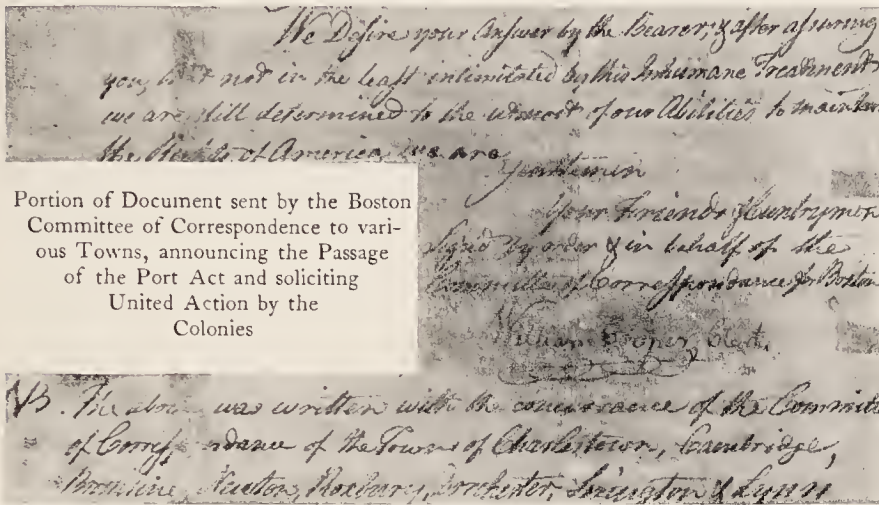 We Desire your Answer by the Bearer; & after assuring
you, not in the least intimidated by this Inhumane Treatment
we are still determined to the utmost of our Abilities to maintain
the Rights of America we are
Gentlemen
Your Friends & Countrymen
Portion of Document sent by the Boston
Committee of Correspondence to vari-
ous Towns, announcing the Passage
of the Port Act and soliciting
United Action by the
Colonies
Signed by order & in behalf of the
Committee of Correspondance for Boston
William Cooper Clerk
NB. The above was written with the concurrence of the Committe
of Corres ndance of the Towns of Charlestown, Cambridge,
Brookline, Newton, Roxbury, Dorchester, Lexington & Lynn